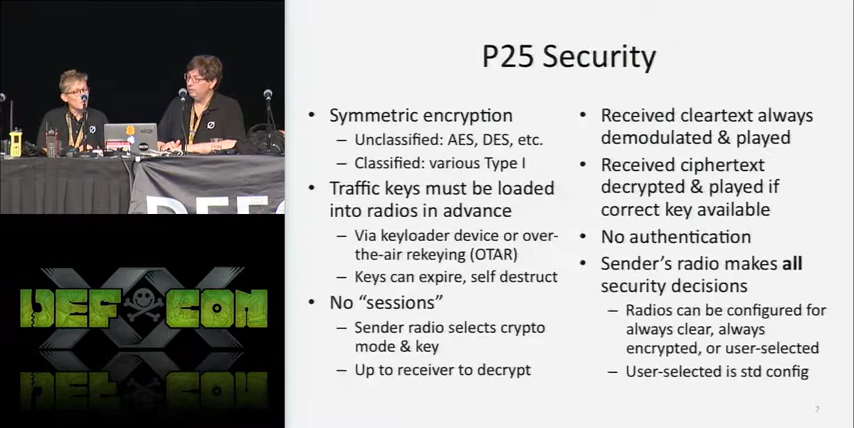 P25 Security
• Symmetric encryption
– Unclassified: AES, DES, etc.
– Classified: various Type I
• Traffic keys must be loaded
into radios in advance
– Via keyloader device or over-
the-air rekeying (OTAR)
– Keys can expire, self destruct
• No “sessions”
– Sender radio selects crypto
mode & key
– Up to receiver to decrypt
• Received cleartext always
demodulated & played
• Received ciphertext
decrypted & played if
correct key available
• No authentication
• Sender’s radio makes all
security decisions
– Radios can be configured for
always clear, always
encrypted, or user-selected
– User-selected is std config
7
DEF CON
XX